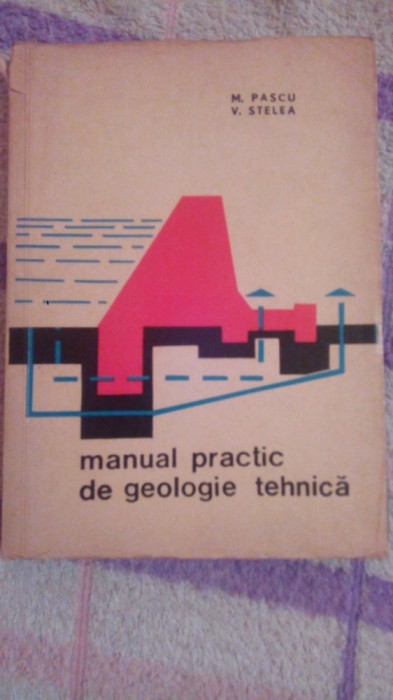 M. PASCU
V. STELEA
manual practic
de geologie tehnică